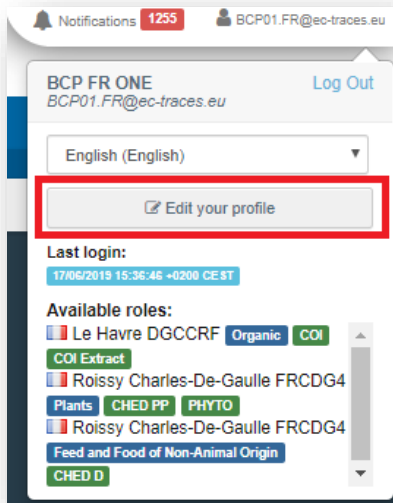 Notifications 1255 BCP01.FR@ec-traces.eu
BCP FR ONE Log Out
BCP01.FR@ec-traces.eu
English (English)
Edit your profile
Last login:
17/06/2019 15:36:46 +0200 CEST
Available roles:
Le Havre DGCCRF Organic COI
COI Extract
Roissy Charles-De-Gaulle FRCDG4
Plants CHED PP PHYTO
Roissy Charles-De-Gaulle FRCDG4
Feed and Food of Non-Animal Origin
CHED D